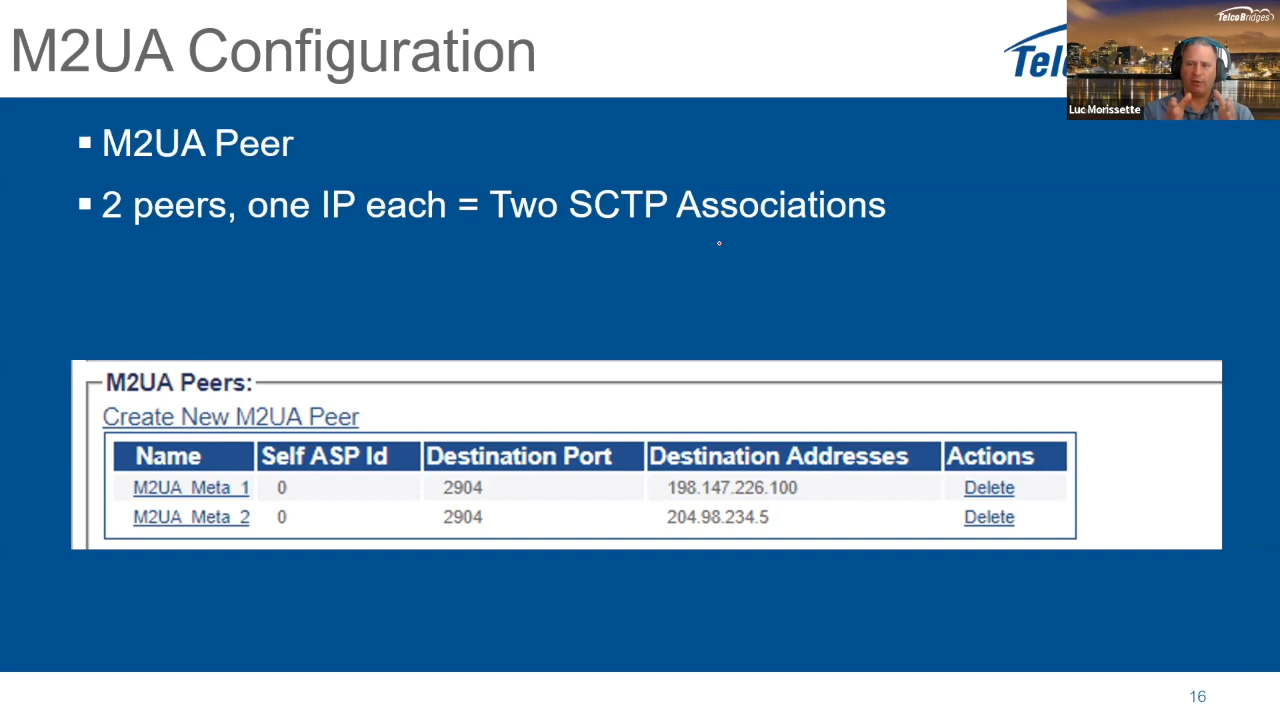 M2UA Configuration
Tel
TelcoBridges
Luc Morissette
M2UA Peer
2 peers, one IP each = Two SCTP Associations
M2UA Peers:
Create New M2UA Peer
Name Self ASP Id Destination Port Destination Addresses Actions
M2UA_Meta_1 0 2904 198.147.226.100 Delete
M2UA_Meta_2 0 2904 204.98.234.5 Delete
16